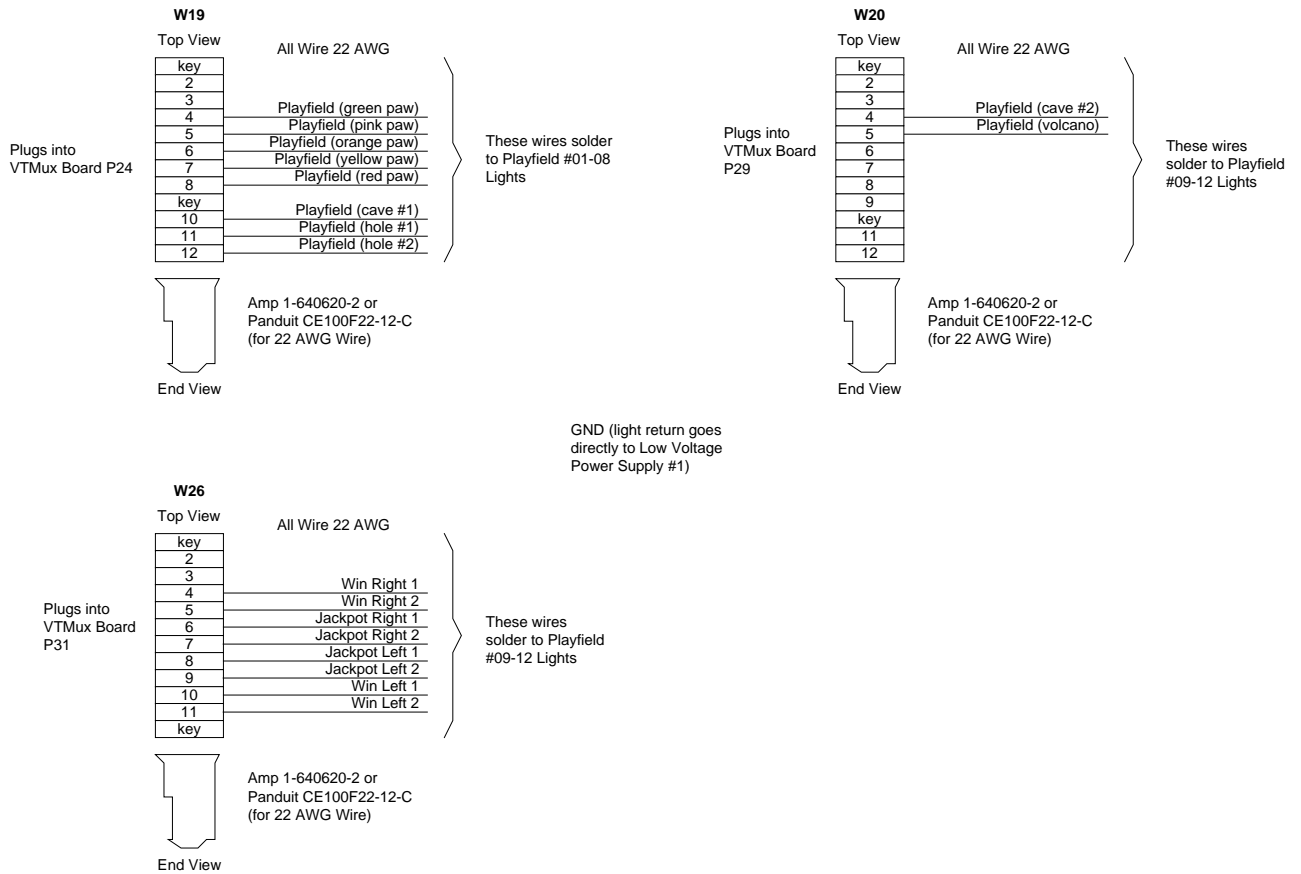 W19
Top View
All Wire 22 AWG
key
2
3
4
Playfield (green paw)
5
Playfield (pink paw)
6
Playfield (orange paw)
7
Playfield (yellow paw)
8
Playfield (red paw)
key
10
Playfield (cave #1)
11
Playfield (hole #1)
12
Playfield (hole #2)
Plugs into
VTMux Board P24
These wires solder
to Playfield #01-08
Lights
Amp 1-640620-2 or
Panduit CE100F22-12-C
(for 22 AWG Wire)
End View
W20
Top View
All Wire 22 AWG
key
2
3
4
Playfield (cave #2)
5
Playfield (volcano)
6
7
8
9
key
11
12
Plugs into
VTMux Board
P29
These wires
solder to Playfield
#09-12 Lights
Amp 1-640620-2 or
Panduit CE100F22-12-C
(for 22 AWG Wire)
End View
GND (light return goes
directly to Low Voltage
Power Supply #1)
W26
Top View
All Wire 22 AWG
key
2
3
4
Win Right 1
5
Win Right 2
6
Jackpot Right 1
7
Jackpot Right 2
8
Jackpot Left 1
9
Jackpot Left 2
10
Win Left 1
11
Win Left 2
key
Plugs into
VTMux Board
P31
These wires
solder to Playfield
#09-12 Lights
Amp 1-640620-2 or
Panduit CE100F22-12-C
(for 22 AWG Wire)
End View